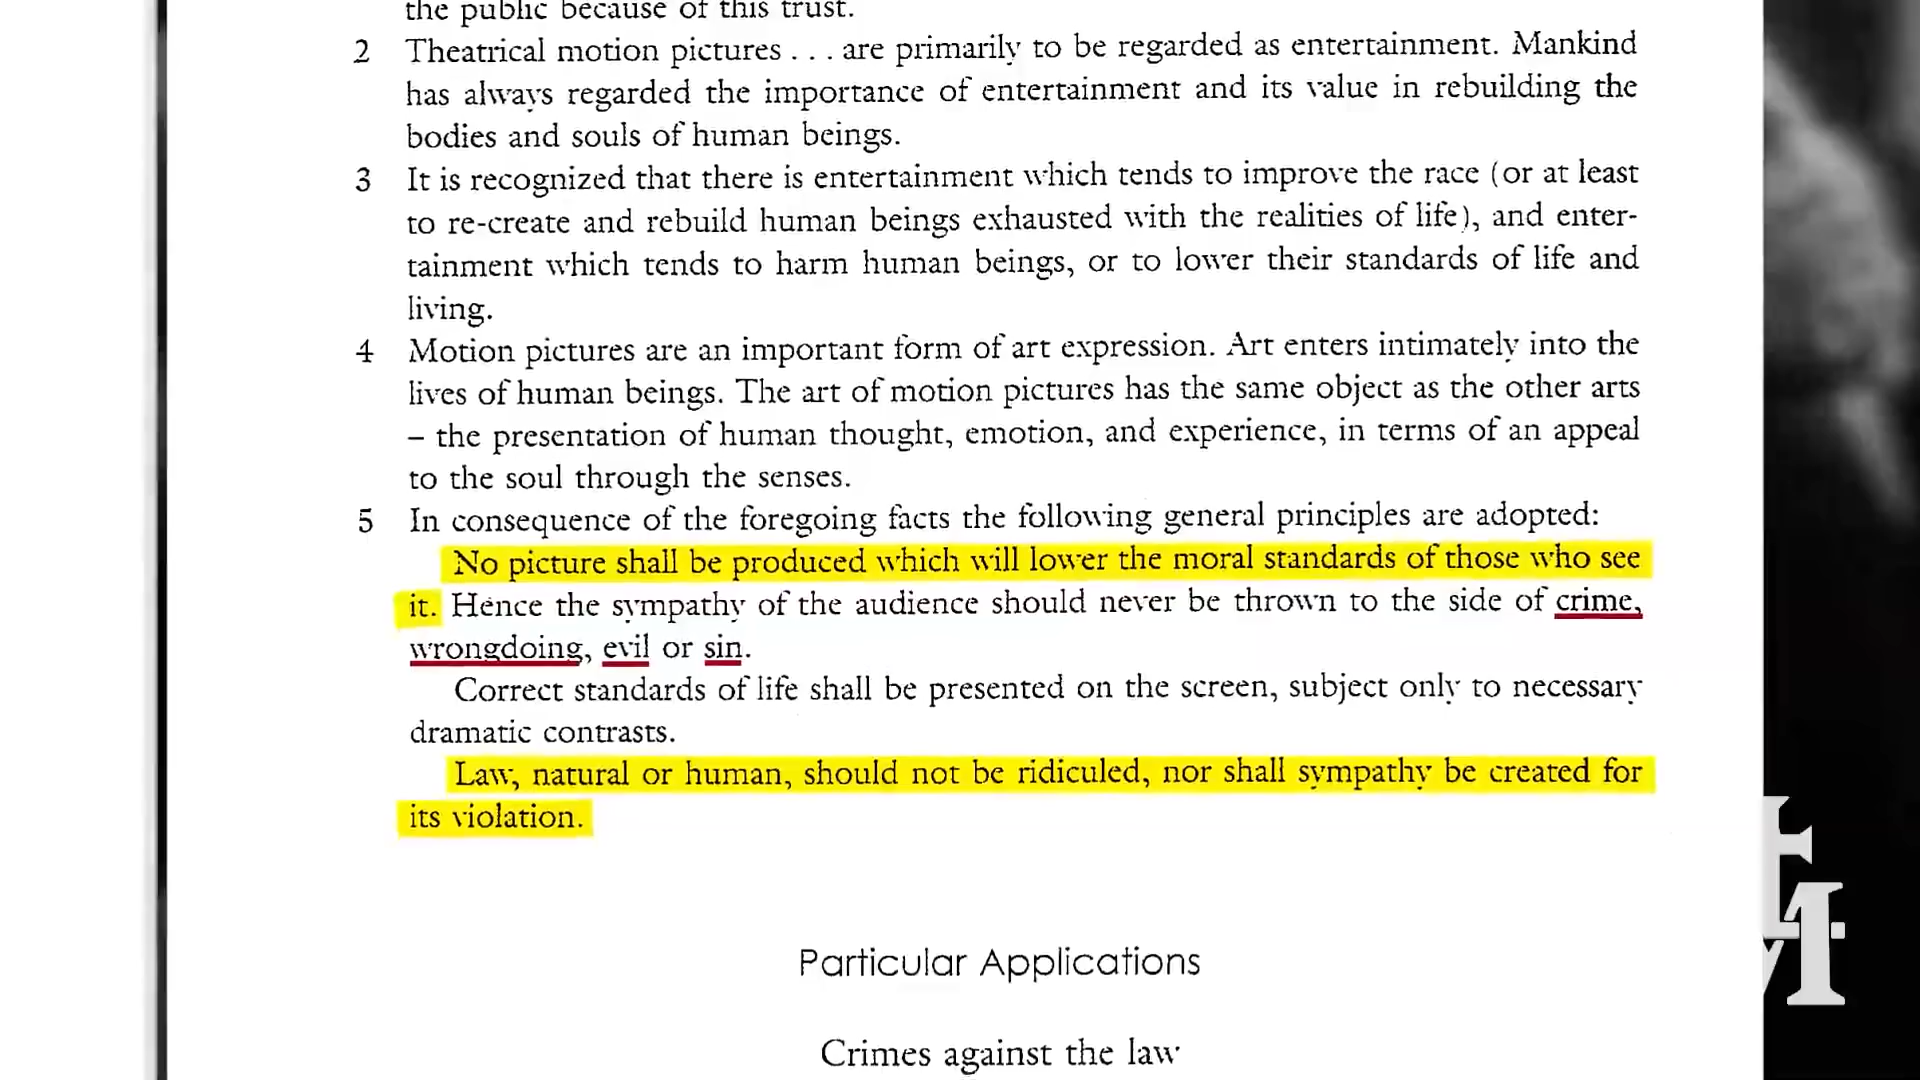 the public because of this trust.
2 Theatrical motion pictures . . . are primarily to be regarded as entertainment. Mankind
has always regarded the importance of entertainment and its value in rebuilding the
bodies and souls of human beings.
3 It is recognized that there is entertainment which tends to improve the race (or at least
to re-create and rebuild human beings exhausted with the realities of life), and enter-
tainment which tends to harm human beings, or to lower their standards of life and
living.
4 Motion pictures are an important form of art expression. Art enters intimately into the
lives of human beings. The art of motion pictures has the same object as the other arts
– the presentation of human thought, emotion, and experience, in terms of an appeal
to the soul through the senses.
5 In consequence of the foregoing facts the following general principles are adopted:
No picture shall be produced which will lower the moral standards of those who see
it. Hence the sympathy of the audience should never be thrown to the side of crime,
wrongdoing, evil or sin.
Correct standards of life shall be presented on the screen, subject only to necessary
dramatic contrasts.
Law, natural or human, should not be ridiculed, nor shall sympathy be created for
its violation.
Particular Applications
Crimes against the law